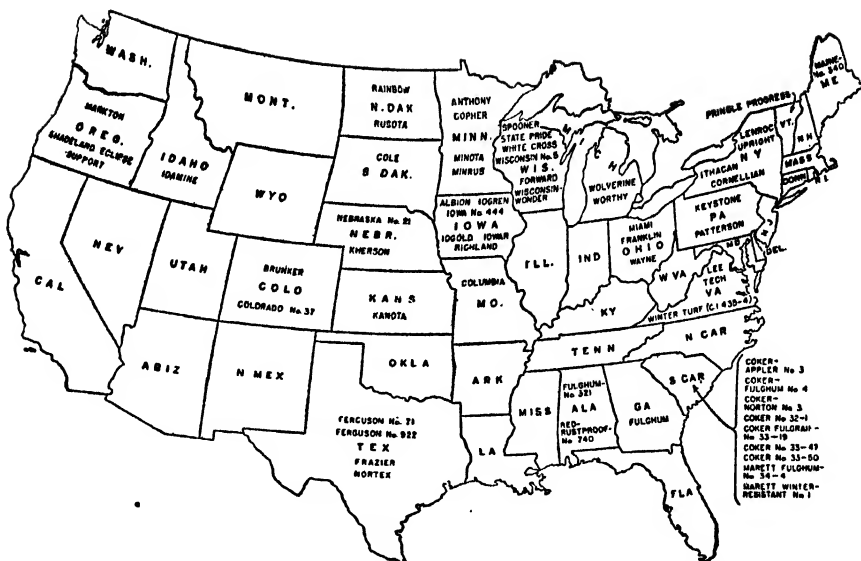 WASH.
MARKTON
OREG.
SHADELAND ECLIPSE
-SUPPORT
IDAHO
IDAMINE
MONT.
WYO
NEV
CAL
UTAH
ABIZ
N MEX
BRUNKER
COLO
COLORADO No. 37
RAINBOW
N. DAK
RUSOTA
COLE
S DAK.
NEBRASKA No. 21
NEBR.
KHERSON
KANS
KANOTA
OKLA
FERGUSON No. 71
FERGUSON No. 922
TEX
FRAZIER
NORTEX
ANTHONY
GOPHER
MINN.
MINOTA
MINRUS
ALBION IOGREN
IOWA No 444
IOWA
IOGOLD IOWAR
RICHLAND
COLUMBIA
MO.
ARK
LA
SPOONER
STATE PRIDE
WHITE CROSS
WISCONSIN No. 5
WIS.
FORWARD
WISCONSIN-
WONDER
M
I
C
H
WOLVERINE
WORTHY
ILL.
IND
MIAMI
FRANKLIN
OHIO
WAYNE
KY
TENN
MISS
FULGHUM-
No. 321
ALA
RED-
RUSTPROOF-
No 740
GA
FULGHUM
FLA
S CAR
N CAR
W VA
LEE
TECH
VA
WINTER TURF (C.I 435-4)
KEYSTONE
PA
PATTERSON
MD
DEL.
N.J.
ITHACAN
CORNELLIAN
LENROC
UPRIGHT
NY
PRINGLE PROGRESS
VT.
N H
MASS
CONN
R I.
MAINE-
No. 340
ME
COKER-
APPLER No 3
COKER-
FULGHUM No 4
COKER-
NORTON No 3
COKER No 32-1
COKER FULGRAIN-
No 33-19
COKER No 33-47
COKER No 33-50
MARETT FULGHUM-
No 34-4
MARETT WINTER-
RESISTANT No 1